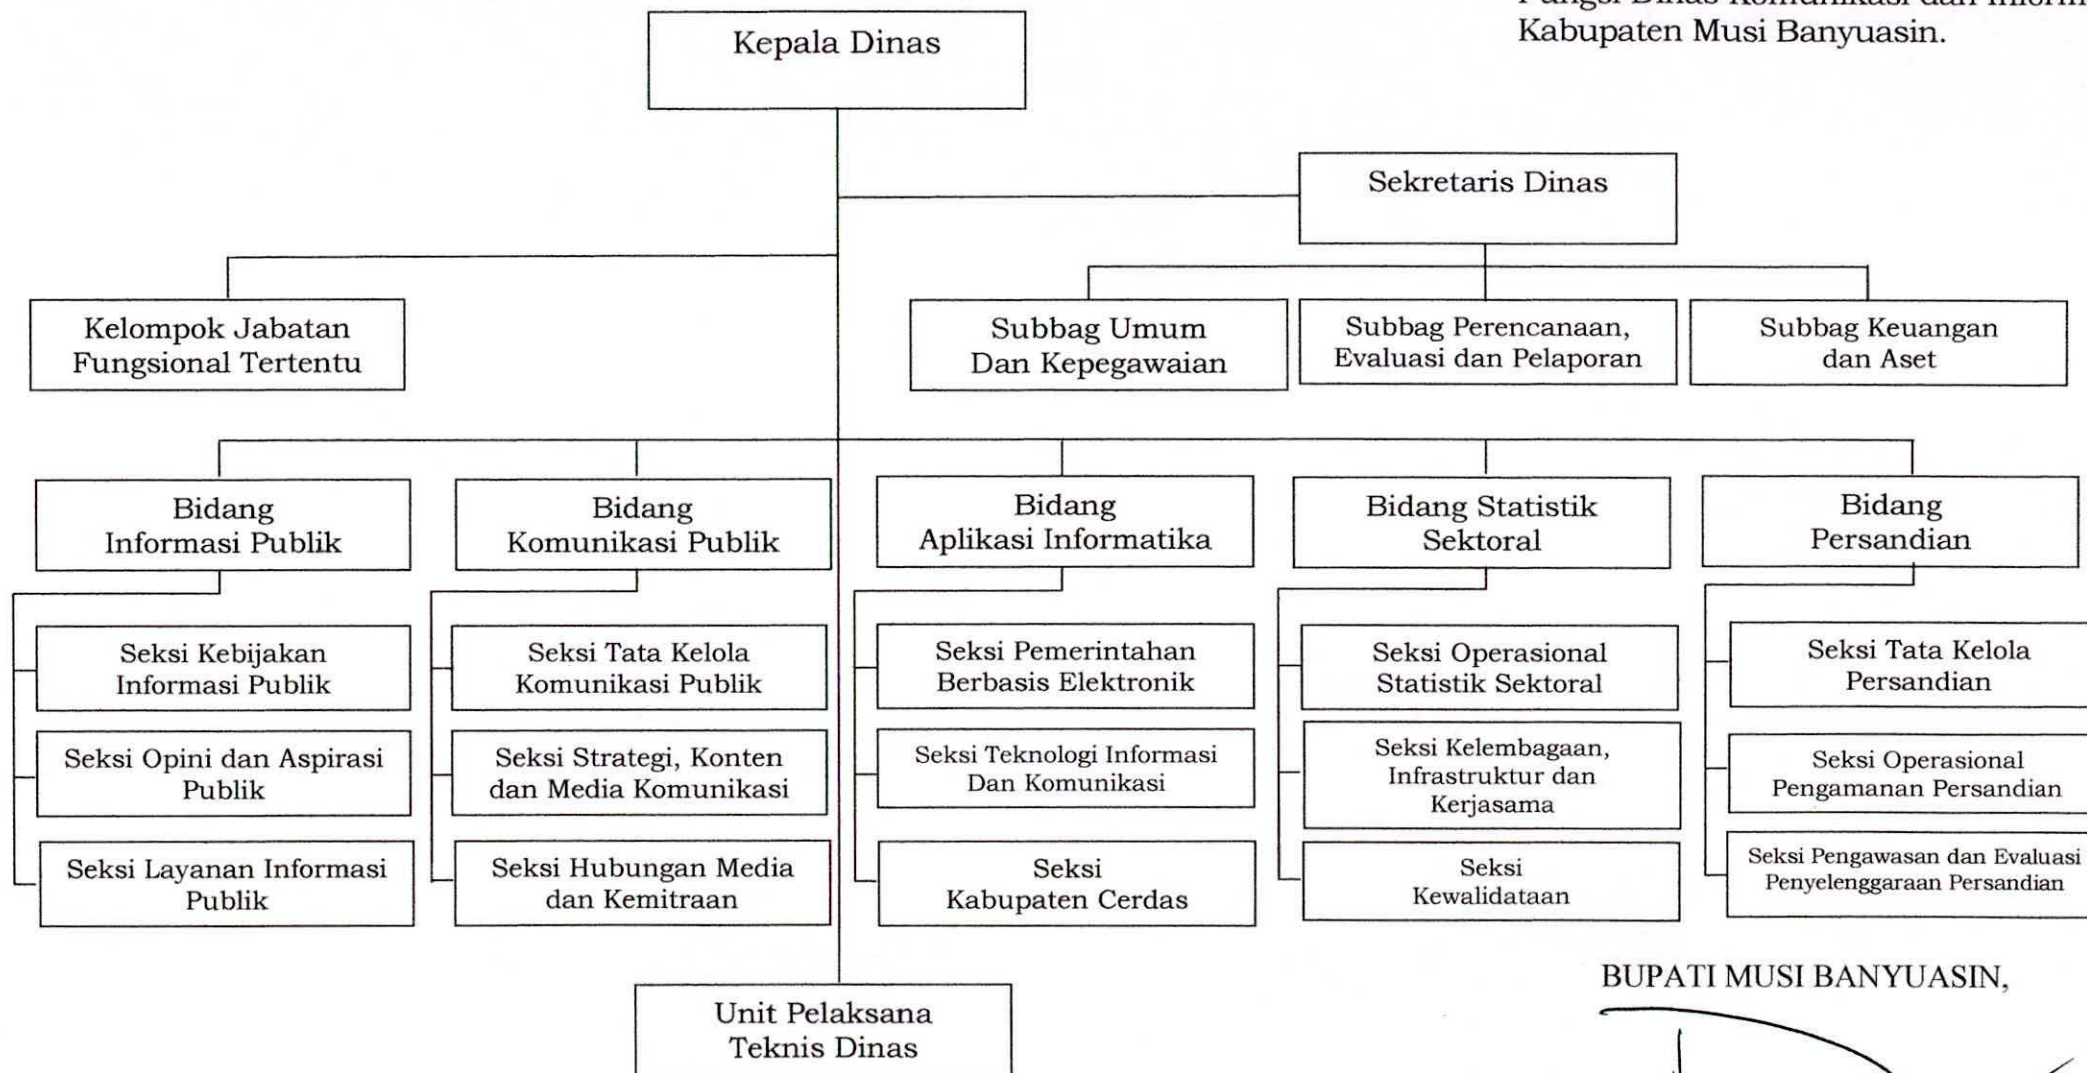 Fungsi Dinas Komunikasi dan
Kabupaten Musi Banyuasin.
Kepala Dinas
Sekretaris Dinas
Kelompok Jabatan
Fungsional Tertentu
Subbag Umum
Dan Kepegawaian
Subbag Perencanaan,
Evaluasi dan Pelaporan
Subbag Keuangan
dan Aset
Bidang
Informasi Publik
Bidang
Komunikasi Publik
Bidang
Aplikasi Informatika
Bidang Statistik
Sektoral
Bidang
Persandian
Seksi Kebijakan
Informasi Publik
Seksi Opini dan Aspirasi
Publik
Seksi Layanan Informasi
Publik
Seksi Tata Kelola
Komunikasi Publik
Seksi Strategi, Konten
dan Media Komunikasi
Seksi Hubungan Media
dan Kemitraan
Seksi Pemerintahan
Berbasis Elektronik
Seksi Teknologi Informasi
Dan Komunikasi
Seksi
Kabupaten Cerdas
Seksi Operasional
Statistik Sektoral
Seksi Kelembagaan,
Infrastruktur dan
Kerjasama
Seksi
Kewalidataan
Seksi Tata Kelola
Persandian
Seksi Operasional
Pengamanan Persandian
Seksi Pengawasan dan Evaluasi
Penyelenggaraan Persandian
Unit Pelaksana
Teknis Dinas
BUPATI MUSI BANYUASIN,